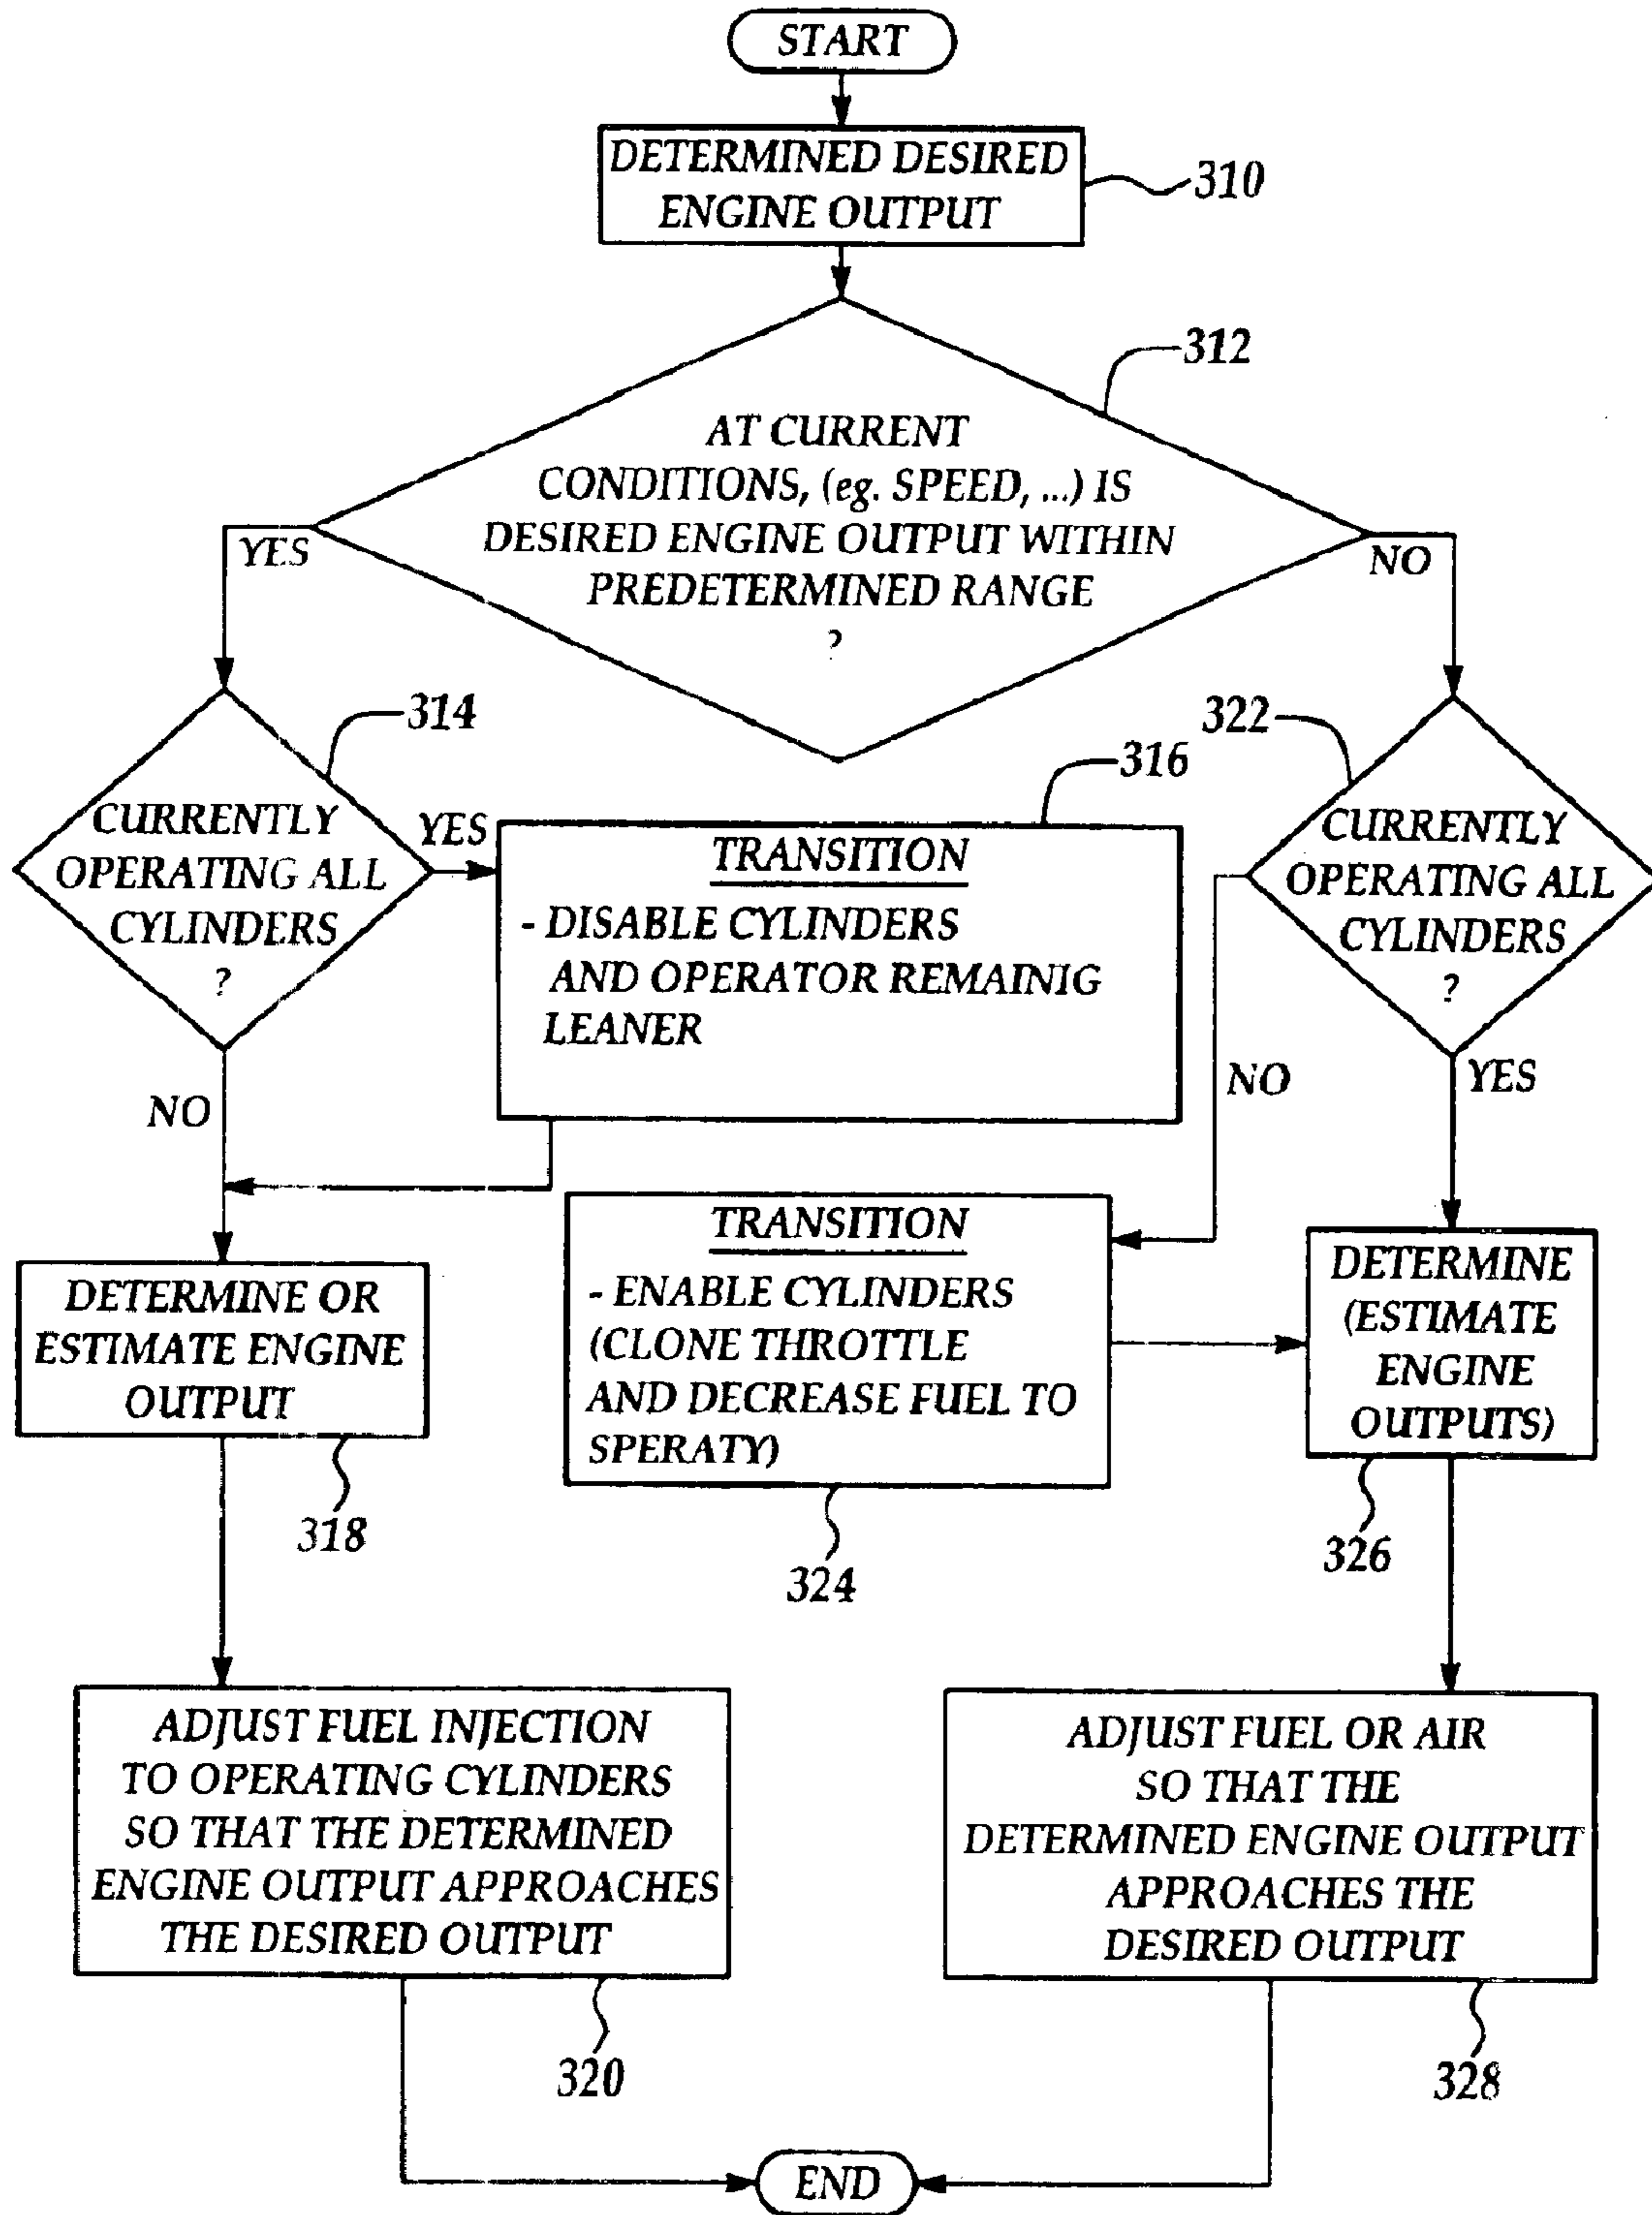 START
DETERMINED DESIRED
ENGINE OUTPUT
310
312
AT CURRENT
CONDITIONS, (eg. SPEED, ...) IS
DESIRED ENGINE OUTPUT WITHIN
PREDETERMINED RANGE
?
YES
NO
314
CURRENTLY
OPERATING ALL
CYLINDERS
?
YES
NO
316
TRANSITION
- DISABLE CYLINDERS
AND OPERATOR REMAINIG
LEANER
322
CURRENTLY
OPERATING ALL
CYLINDERS
?
NO
YES
TRANSITION
- ENABLE CYLINDERS
(CLONE THROTTLE
AND DECREASE FUEL TO
SPERATY)
324
DETERMINE OR
ESTIMATE ENGINE
OUTPUT
318
DETERMINE
(ESTIMATE
ENGINE
OUTPUTS)
326
ADJUST FUEL INJECTION
TO OPERATING CYLINDERS
SO THAT THE DETERMINED
ENGINE OUTPUT APPROACHES
THE DESIRED OUTPUT
320
ADJUST FUEL OR AIR
SO THAT THE
DETERMINED ENGINE OUTPUT
APPROACHES THE
DESIRED OUTPUT
328
END